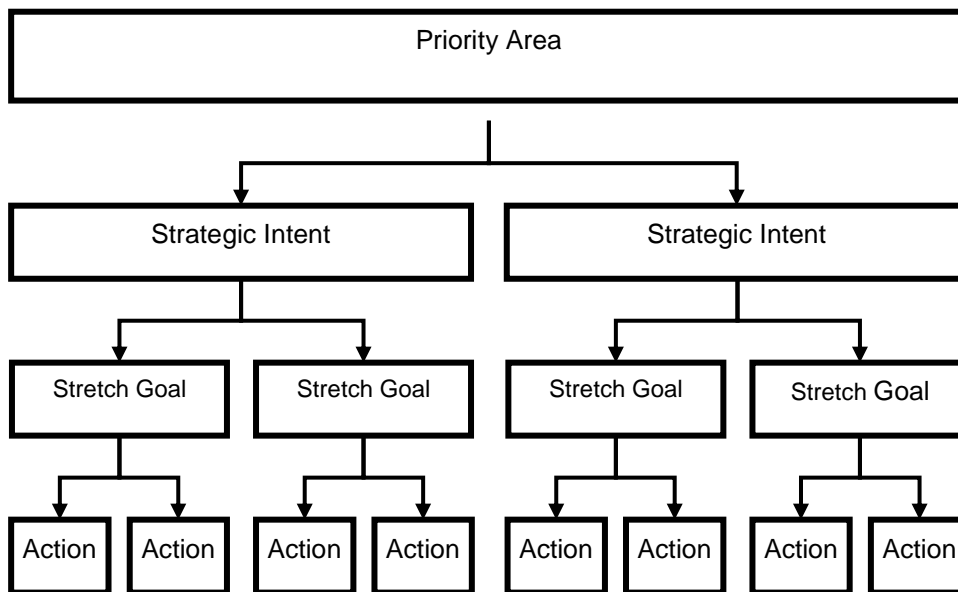 Priority Area
Strategic Intent
Strategic Intent
Stretch Goal
Stretch Goal
Stretch Goal
Stretch Goal
Action
Action
Action
Action
Action
Action
Action
Action